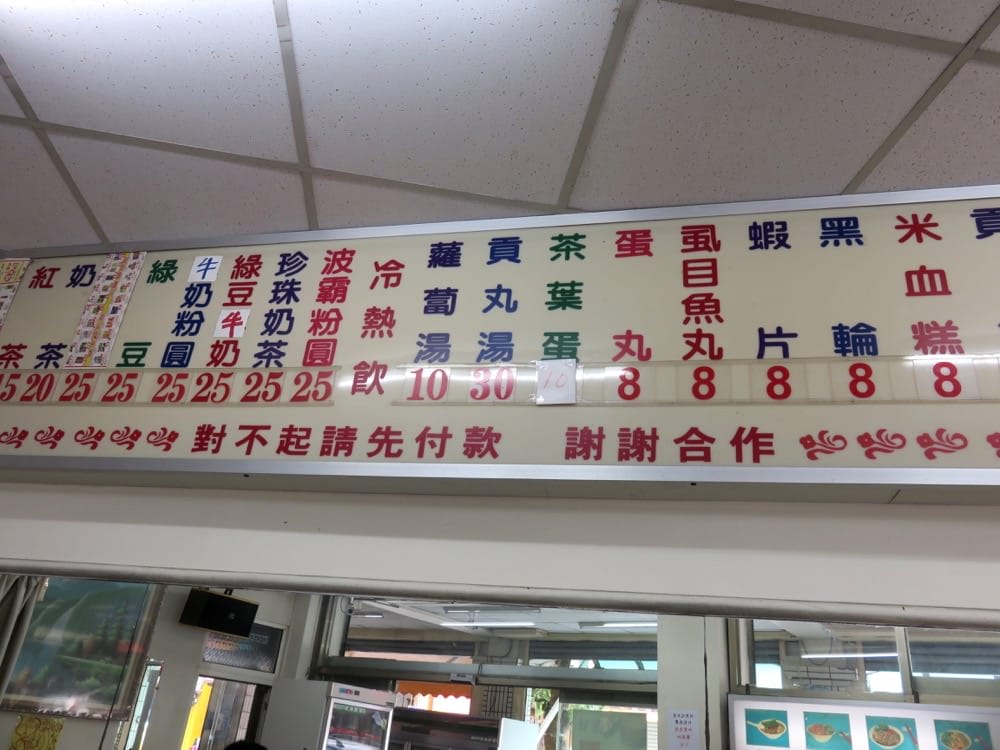 貢
米血糕 8
黑輪 8
蝦片 8
虱目魚丸 8
蛋丸 8
茶葉蛋 10
貢丸湯 30
蘿蔔湯 10
冷熱飲
波霸粉圓 25
珍珠奶茶 25
綠豆牛奶 25
牛奶粉圓 25
綠豆 25
25
奶茶 20
紅茶 15
對不起請先付款 謝謝合作